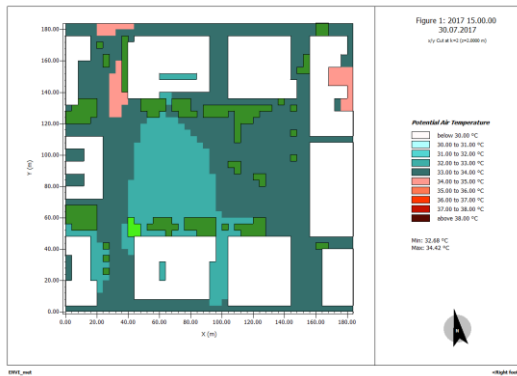 Figure 1: 2017 15.00.00
30.07.2017
x/y Cut at k=2 (z=1.8000 m)
180.00
160.00
140.00
120.00
100.00
80.00
60.00
40.00
20.00
0.00
Y (m)
0.00 20.00 40.00 60.00 80.00 100.00 120.00 140.00 160.00 180.00
X (m)
Potential Air Temperature
below 30.00 °C
30.00 to 31.00 °C
31.00 to 32.00 °C
32.00 to 33.00 °C
33.00 to 34.00 °C
34.00 to 35.00 °C
35.00 to 36.00 °C
36.00 to 37.00 °C
37.00 to 38.00 °C
above 38.00 °C
Min: 32.68 °C
Max: 34.42 °C
N
ENVI_met
<Right foot